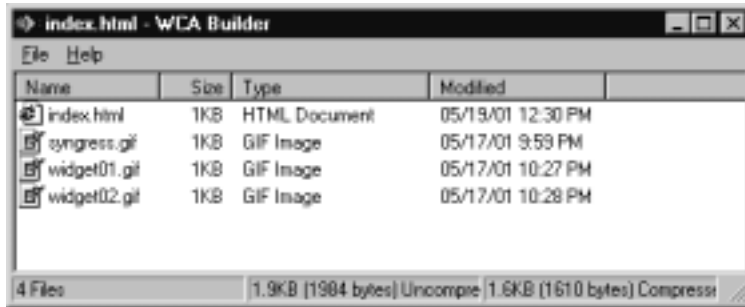 index.html - WCA Builder
File Help
Name Size Type Modified
index.html 1KB HTML Document 05/19/01 12:30 PM
syngress.gif 1KB GIF Image 05/17/01 9:59 PM
widget01.gif 1KB GIF Image 05/17/01 10:27 PM
widget02.gif 1KB GIF Image 05/17/01 10:28 PM
4 Files 1.9KB (1984 bytes) Uncompre 1.6KB (1610 bytes) Compresse